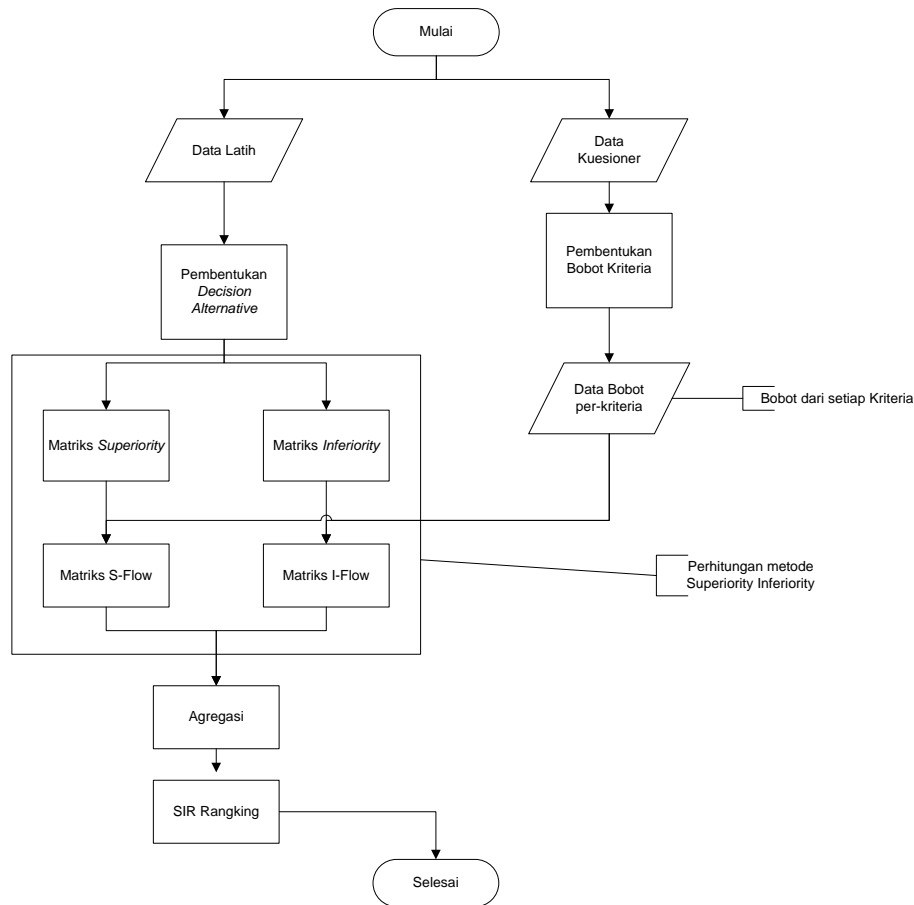 Mulai
Data Latih
Data
Kuesioner
Pembentukan
Decision
Alternative
Pembentukan
Bobot Kriteria
Data Bobot
per-kriteria
Bobot dari setiap Kriteria
Matriks Superiority
Matriks Inferiority
Matriks S-Flow
Matriks I-Flow
Perhitungan metode
Superiority Inferiority
Agregasi
SIR Rangking
Selesai